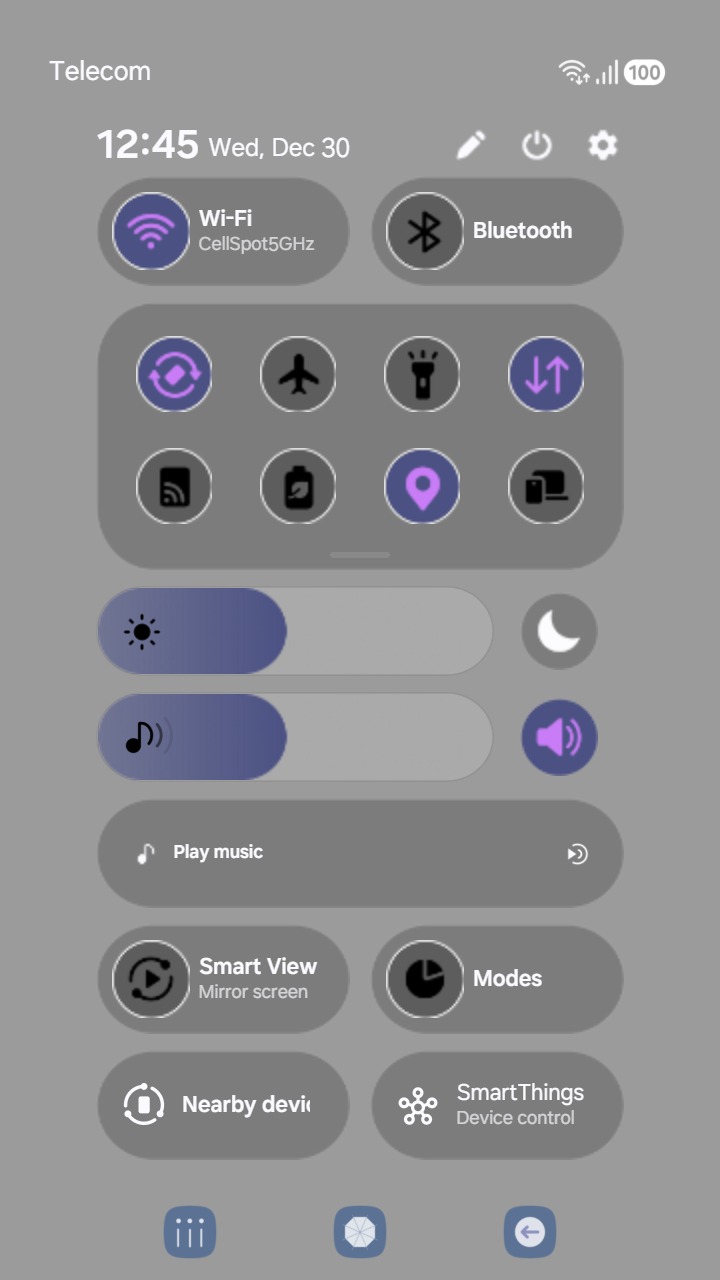 Telecom
100
12:45 Wed, Dec 30
Wi-Fi
CellSpot5GHz
Bluetooth
Play music
Smart View
Mirror screen
Modes
Nearby devic
SmartThings
Device control